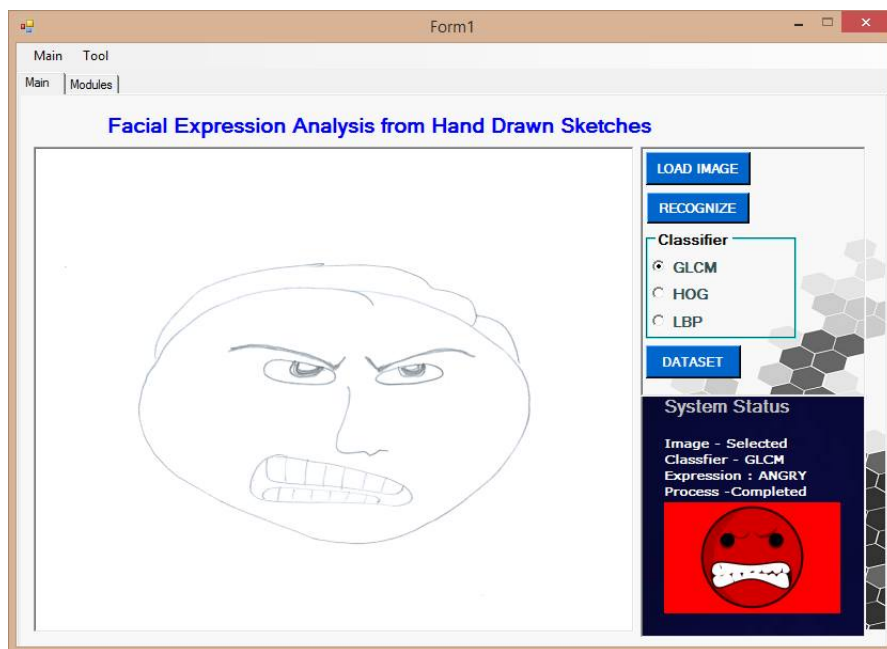 Form1
Main Tool
Main Modules
Facial Expression Analysis from Hand Drawn Sketches
LOAD IMAGE
RECOGNIZE
Classifier
GLCM
HOG
LBP
DATASET
System Status
Image - Selected
Classfier - GLCM
Expression : ANGRY
Process -Completed